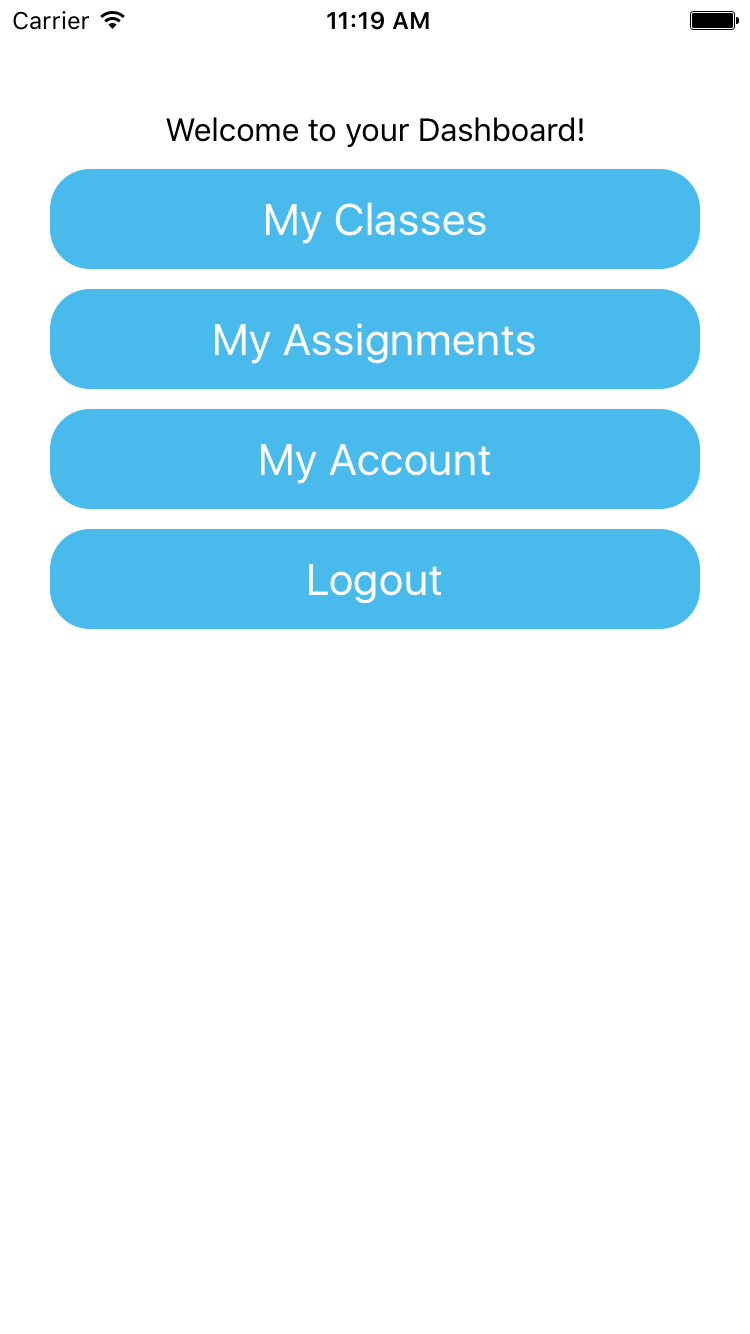 Carrier 11:19 AM
Welcome to your Dashboard!
My Classes
My Assignments
My Account
Logout